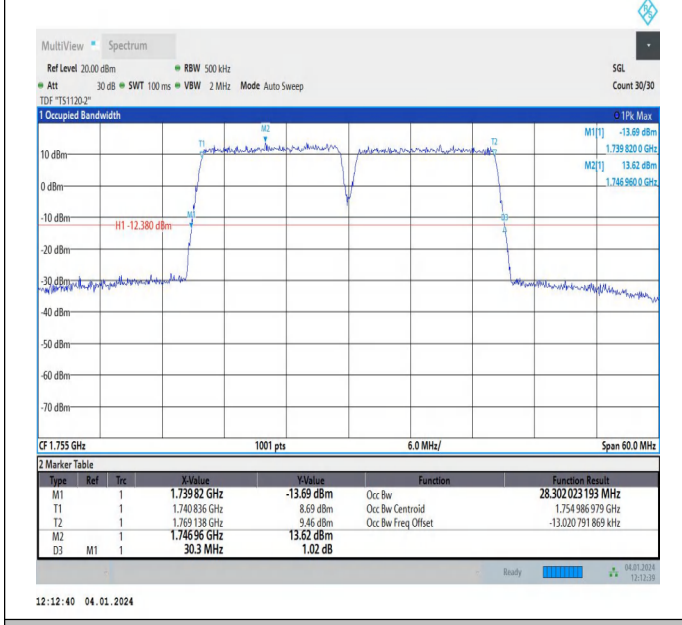 MultiView Spectrum
Ref Level 20.00 dBm RBW 500 kHz SGL
Att 30 dB SWT 100 ms VBW 2 MHz Mode Auto Sweep Count 30/30
TDF "TS1120-2"
1 Occupied Bandwidth 1Pk Max
M1[1] -13.69 dBm
1.739 820 0 GHz
M2[1] 13.62 dBm
1.746 960 0 GHz
M2
T1
T2
10 dBm
0 dBm
-10 dBm
M1
D3
H1 -12.380 dBm
-20 dBm
-30 dBm
-40 dBm
-50 dBm
-60 dBm
-70 dBm
CF 1.755 GHz 1001 pts 6.0 MHz/ Span 60.0 MHz
2 Marker Table
Type Ref Trc X-Value Y-Value Function Function Result
M1 1 1.739 82 GHz -13.69 dBm Occ Bw 28.302 023 193 MHz
T1 1 1.740 836 GHz 8.69 dBm Occ Bw Centroid 1.754 986 979 GHz
T2 1 1.769 138 GHz 9.46 dBm Occ Bw Freq Offset -13.020 791 869 kHz
M2 1 1.746 96 GHz 13.62 dBm
D3 M1 1 30.3 MHz 1.02 dB
Ready 04.01.2024
12:12:39
12:12:40 04.01.2024